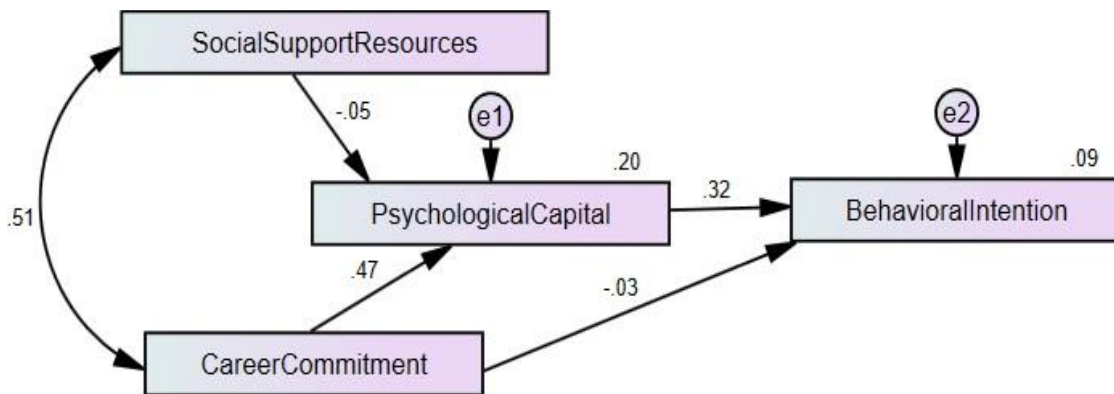 SocialSupportResources
-.05
e1
e2
.20
.09
.51
PsychologicalCapital
.32
BehavioralIntention
.47
-.03
CareerCommitment